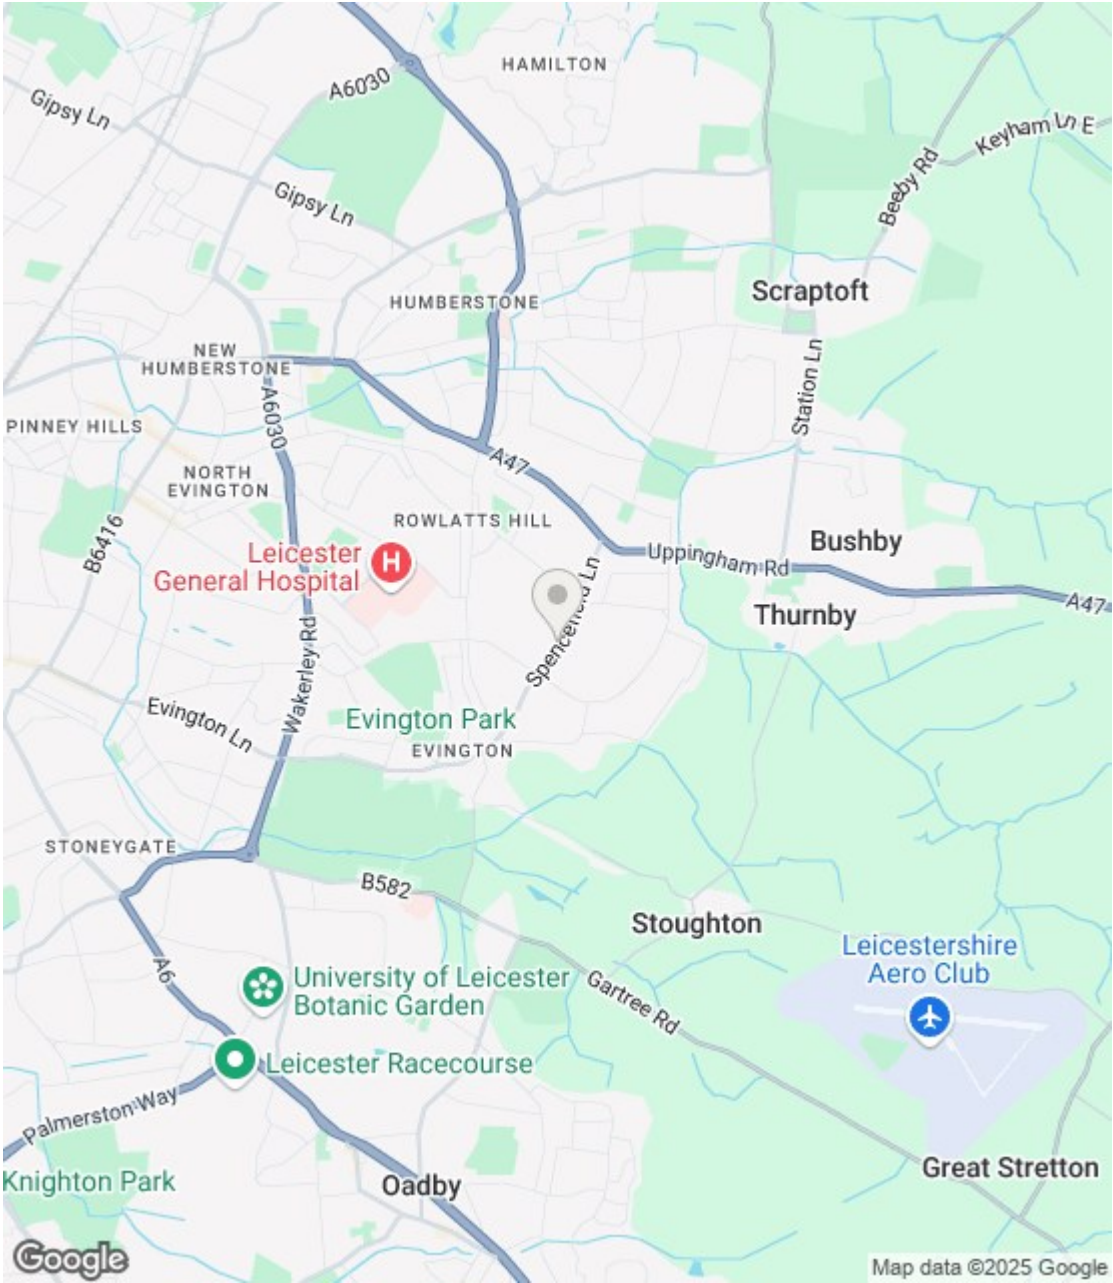 HAMILTON
A6030
Gipsy Ln
Keyham Ln E
Beeby Rd
Gipsy Ln
Scraptoft
HUMBERSTONE
NEW
HUMBERSTONE
Station Ln
A6030
PINNEY HILLS
A47
NORTH
EVINGTON
ROWLATTS HILL
B6416
Bushby
Leicester
General Hospital
Uppingham Rd
A47
Thurnby
Spencefield Ln
Wakerley Rd
Evington Ln
Evington Park
EVINGTON
STONEYGATE
B582
Stoughton
Leicestershire
Aero Club
A6
University of Leicester
Botanic Garden
Gartree Rd
Leicester Racecourse
Palmerston Way
Great Stretton
Knighton Park
Oadby
Google
Map data ©2025 Google